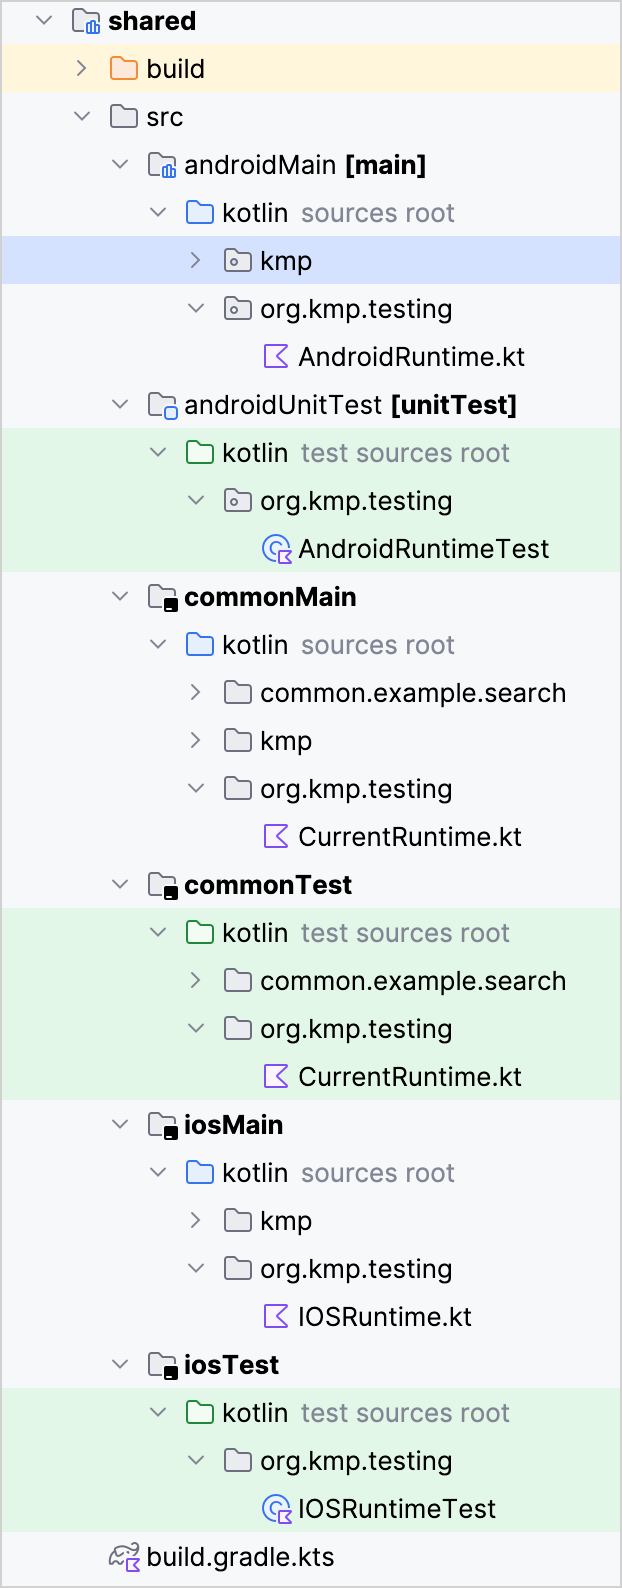 shared
build
src
androidMain [main]
kotlin sources root
kmp
org.kmp.testing
AndroidRuntime.kt
androidUnitTest [unitTest]
kotlin test sources root
org.kmp.testing
AndroidRuntimeTest
commonMain
kotlin sources root
common.example.search
kmp
org.kmp.testing
CurrentRuntime.kt
commonTest
kotlin test sources root
common.example.search
org.kmp.testing
CurrentRuntime.kt
iosMain
kotlin sources root
kmp
org.kmp.testing
IOSRuntime.kt
iosTest
kotlin test sources root
org.kmp.testing
IOSRuntimeTest
build.gradle.kts